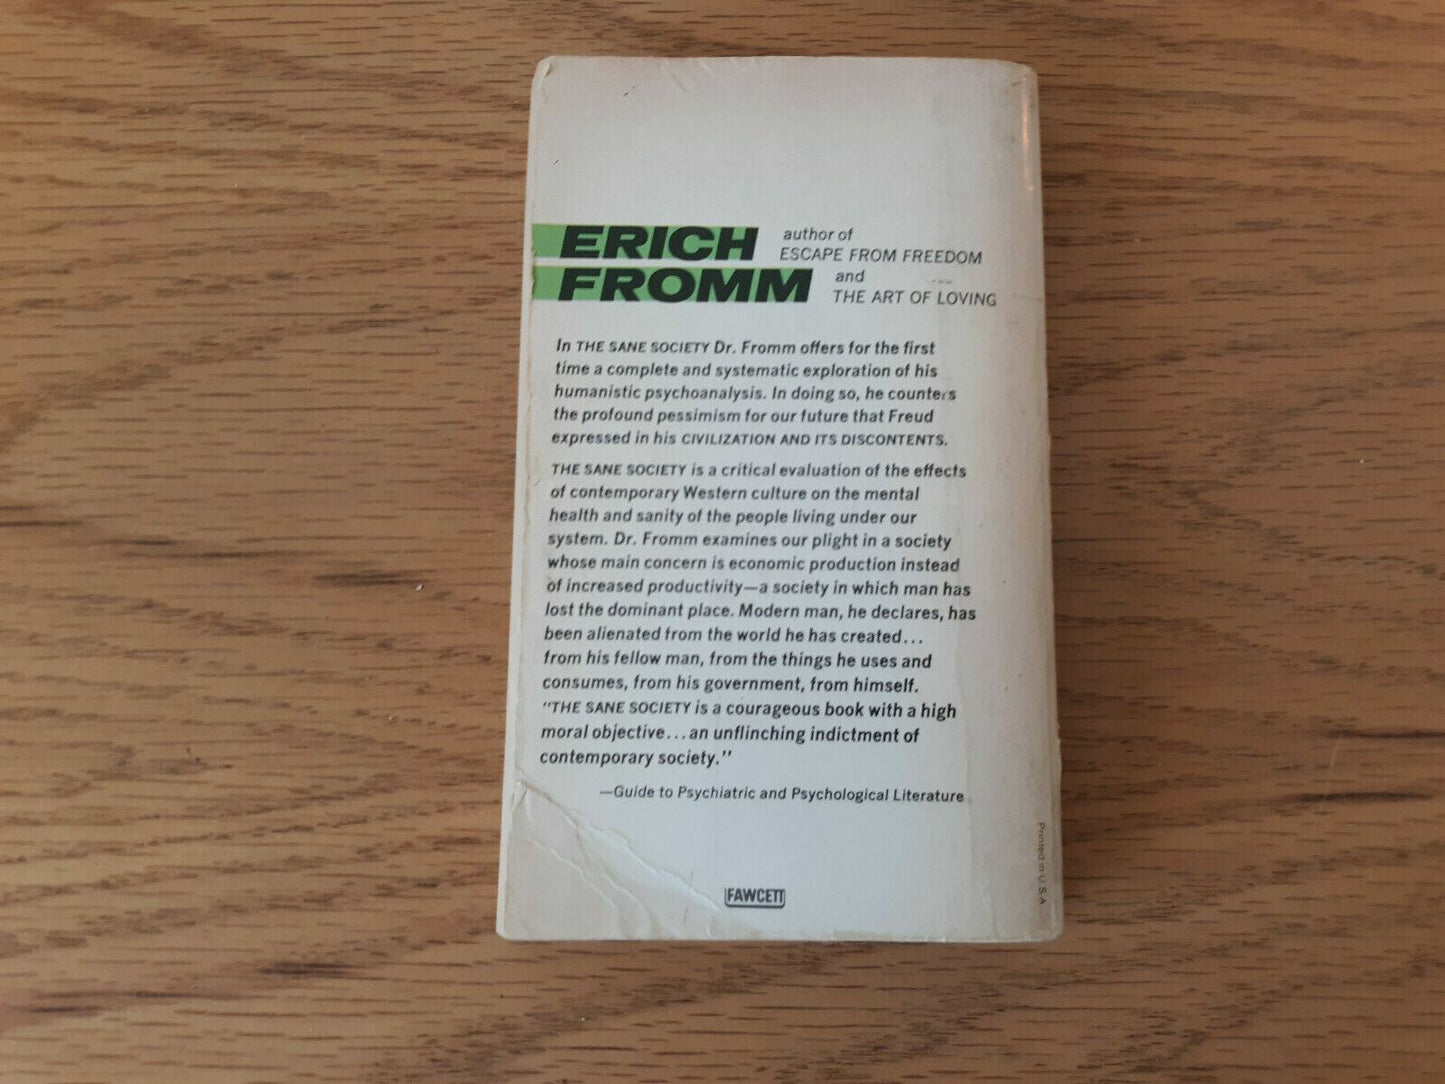 ERICH
FROMM
author of
ESCAPE FROM FREEDOM
and
THE ART OF LOVING
In THE SANE SOCIETY Dr. Fromm offers for the first
time a complete and systematic exploration of his
humanistic psychoanalysis. In doing so, he counters
the profound pessimism for our future that Freud
expressed in his CIVILIZATION AND ITS DISCONTENTS.
THE SANE SOCIETY is a critical evaluation of the effects
of contemporary Western culture on the mental
health and sanity of the people living under our
system. Dr. Fromm examines our plight in a society
whose main concern is economic production instead
of increased productivity—a society in which man has
lost the dominant place. Modern man, he declares, has
been alienated from the world he has created...
from his fellow man, from the things he uses and
consumes, from his government, from himself.
"THE SANE SOCIETY is a courageous book with a high
moral objective...an unflinching indictment of
contemporary society."
—Guide to Psychiatric and Psychological Literature
FAWCETT
Printed in U.S.A.